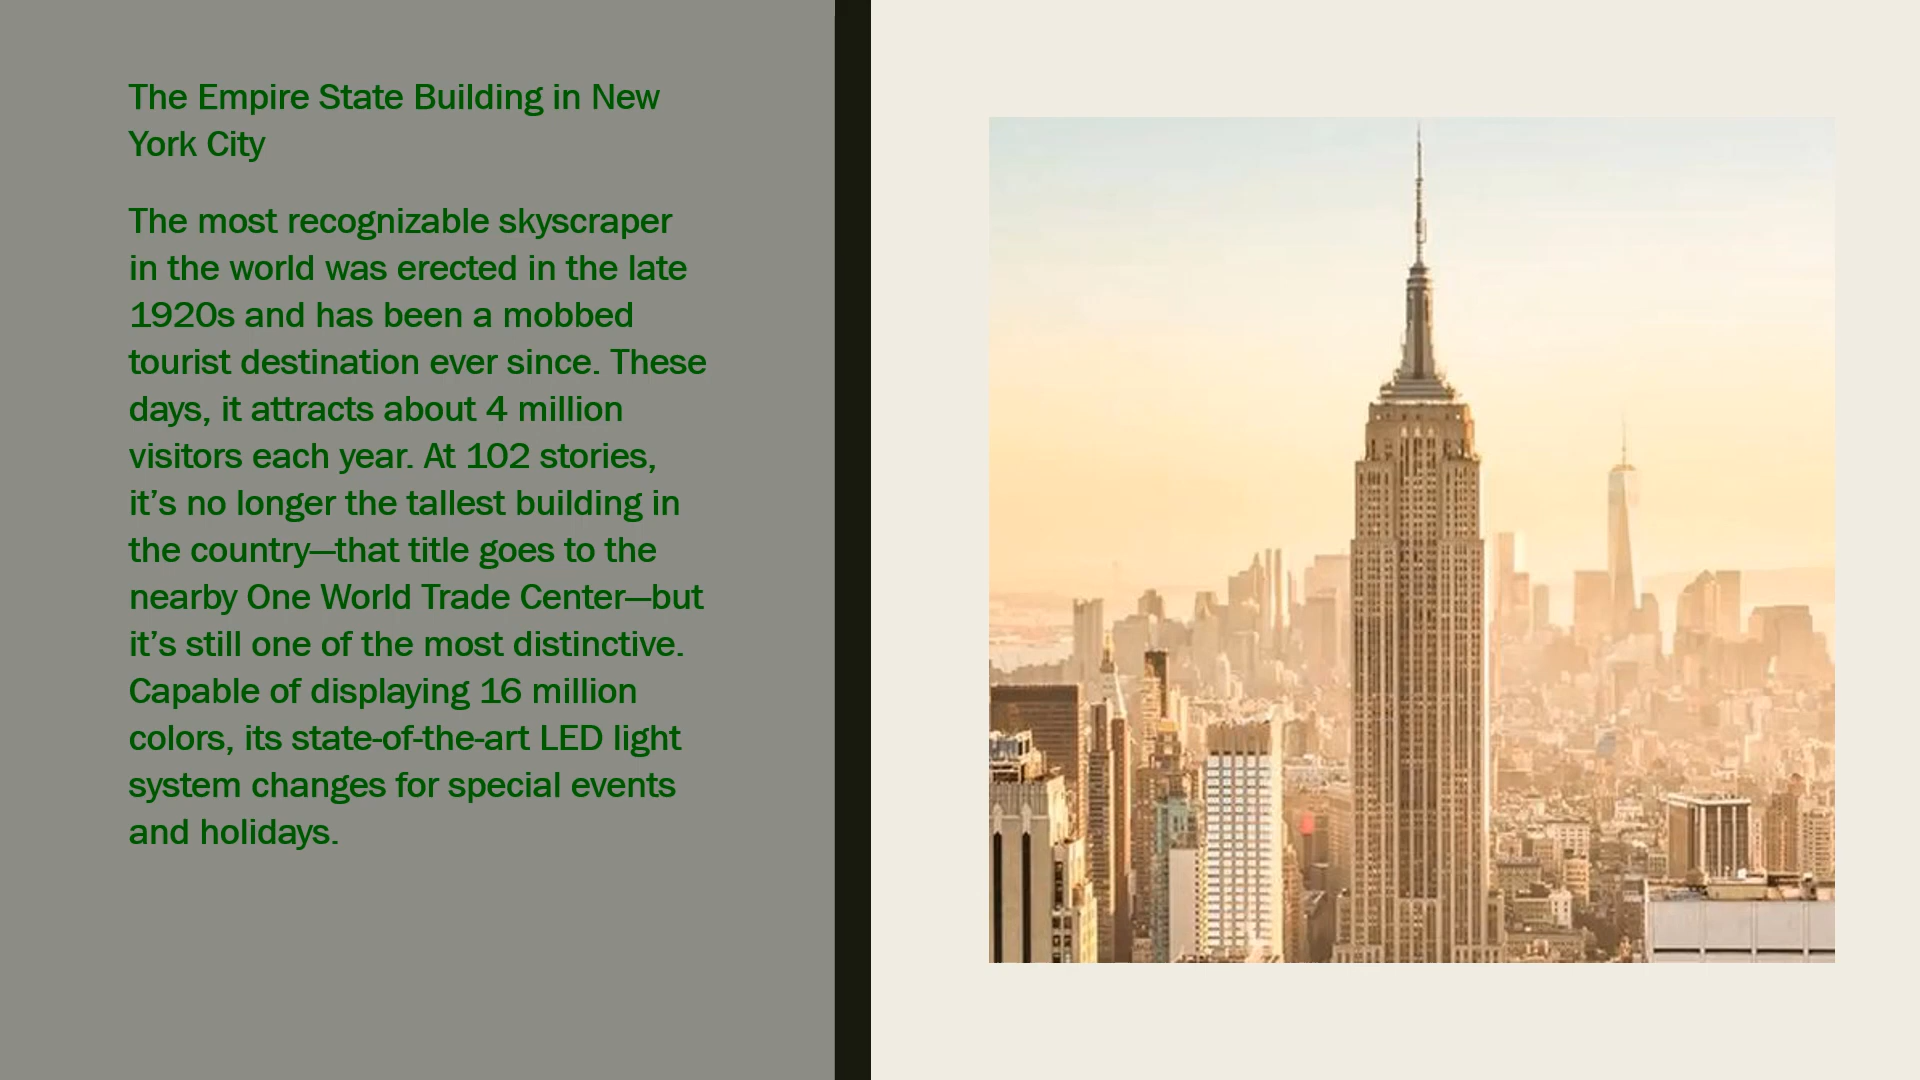 The Empire State Building in New
York City
The most recognizable skyscraper
in the world was erected in the late
1920s and has been a mobbed
tourist destination ever since. These
days, it attracts about 4 million
visitors each year. At 102 stories,
it’s no longer the tallest building in
the country—that title goes to the
nearby One World Trade Center—but
it’s still one of the most distinctive.
Capable of displaying 16 million
colors, its state-of-the-art LED light
system changes for special events
and holidays.